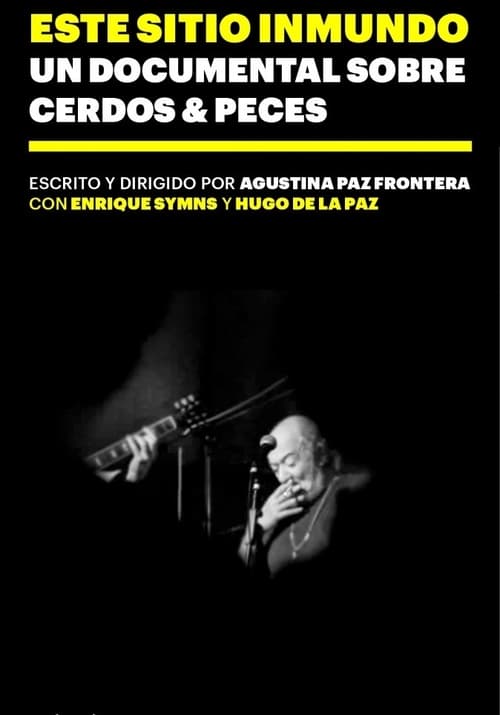 ESTE SITIO INMUNDO
UN DOCUMENTAL SOBRE
CERDOS & PECES
ESCRITO Y DIRIGIDO POR AGUSTINA PAZ FRONTERA
CON ENRIQUE SYMNS Y HUGO DE LA PAZ